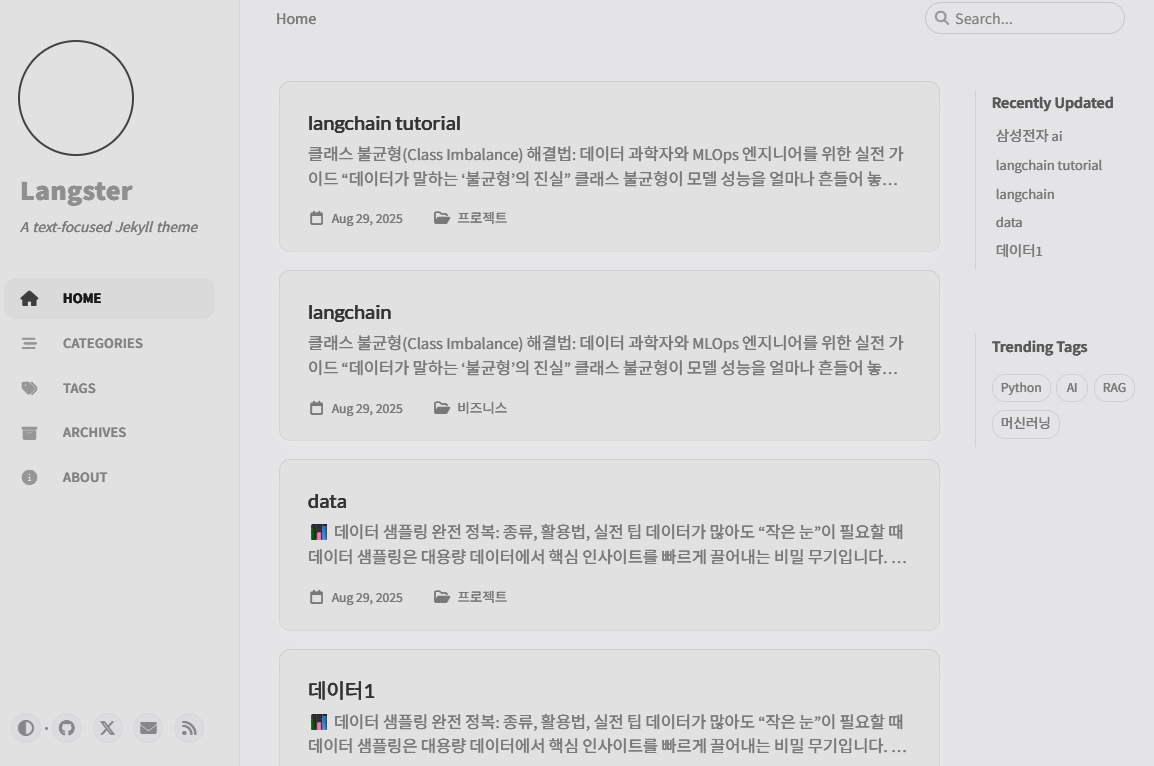 Langster
A text-focused Jekyll theme
HOME
CATEGORIES
TAGS
ARCHIVES
ABOUT
Home
Search...
langchain tutorial
클래스 불균형(Class Imbalance) 해결법: 데이터 과학자와 MLOps 엔지니어를 위한 실전 가
이드 “데이터가 말하는 ‘불균형’의 진실” 클래스 불균형이 모델 성능을 얼마나 흔들어 놓...
Aug 29, 2025 프로젝트
langchain
클래스 불균형(Class Imbalance) 해결법: 데이터 과학자와 MLOps 엔지니어를 위한 실전 가
이드 “데이터가 말하는 ‘불균형’의 진실” 클래스 불균형이 모델 성능을 얼마나 흔들어 놓...
Aug 29, 2025 비즈니스
data
데이터 샘플링 완전 정복: 종류, 활용법, 실전 팁 데이터가 많아도 “작은 눈”이 필요할 때
데이터 샘플링은 대용량 데이터에서 핵심 인사이트를 빠르게 끌어내는 비밀 무기입니다. ...
Aug 29, 2025 프로젝트
데이터1
데이터 샘플링 완전 정복: 종류, 활용법, 실전 팁 데이터가 많아도 “작은 눈”이 필요할 때
데이터 샘플링은 대용량 데이터에서 핵심 인사이트를 빠르게 끌어내는 비밀 무기입니다. ...
Recently Updated
삼성전자 ai
langchain tutorial
langchain
data
데이터1
Trending Tags
Python AI RAG
머신러닝